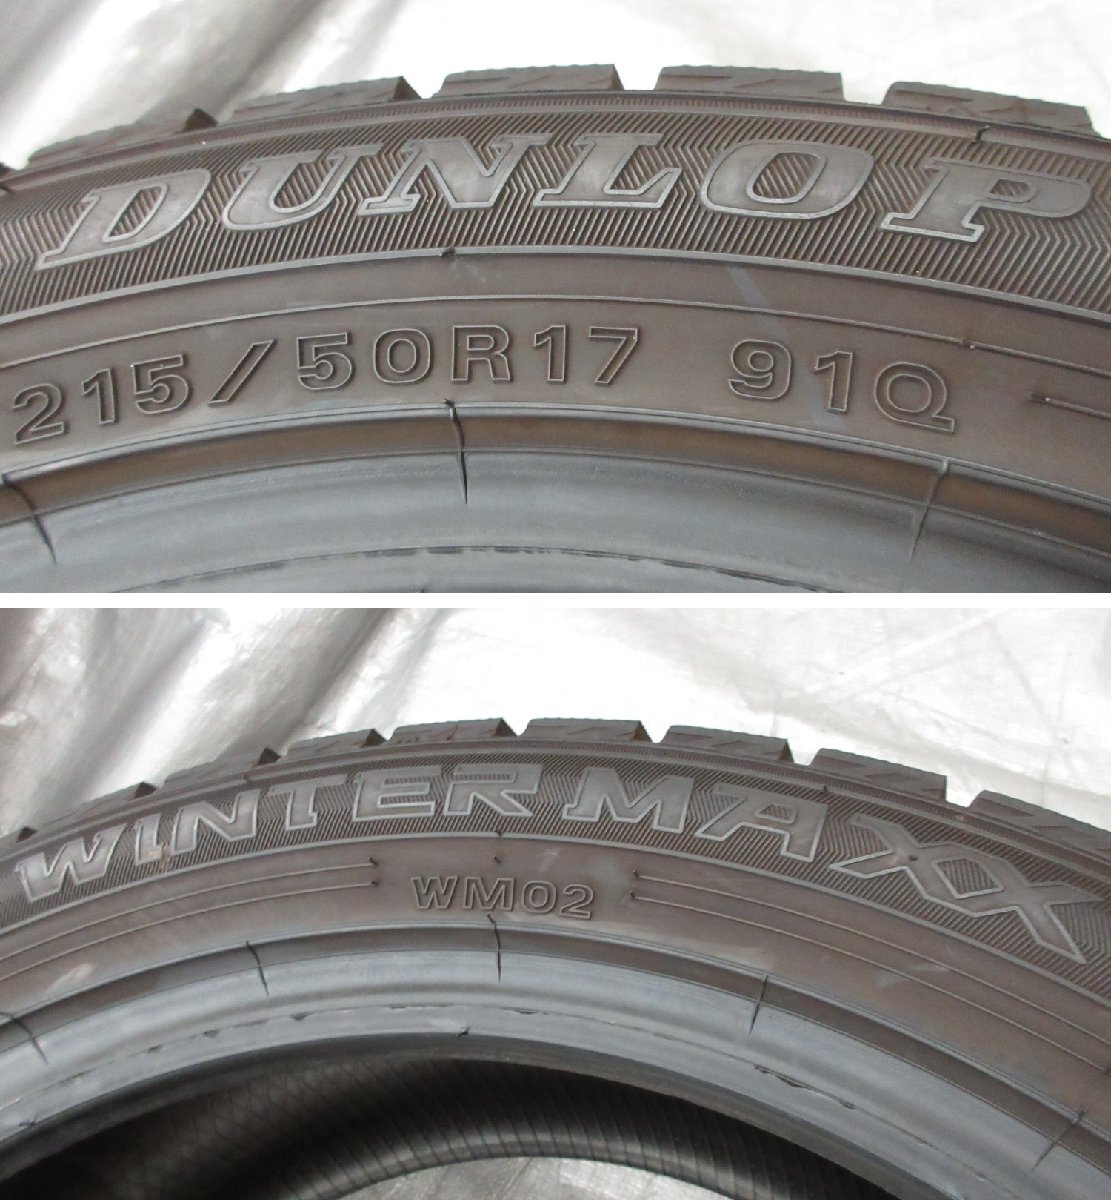 DUNLOP
215/50R17 91Q
WINTER MAXX
WM02